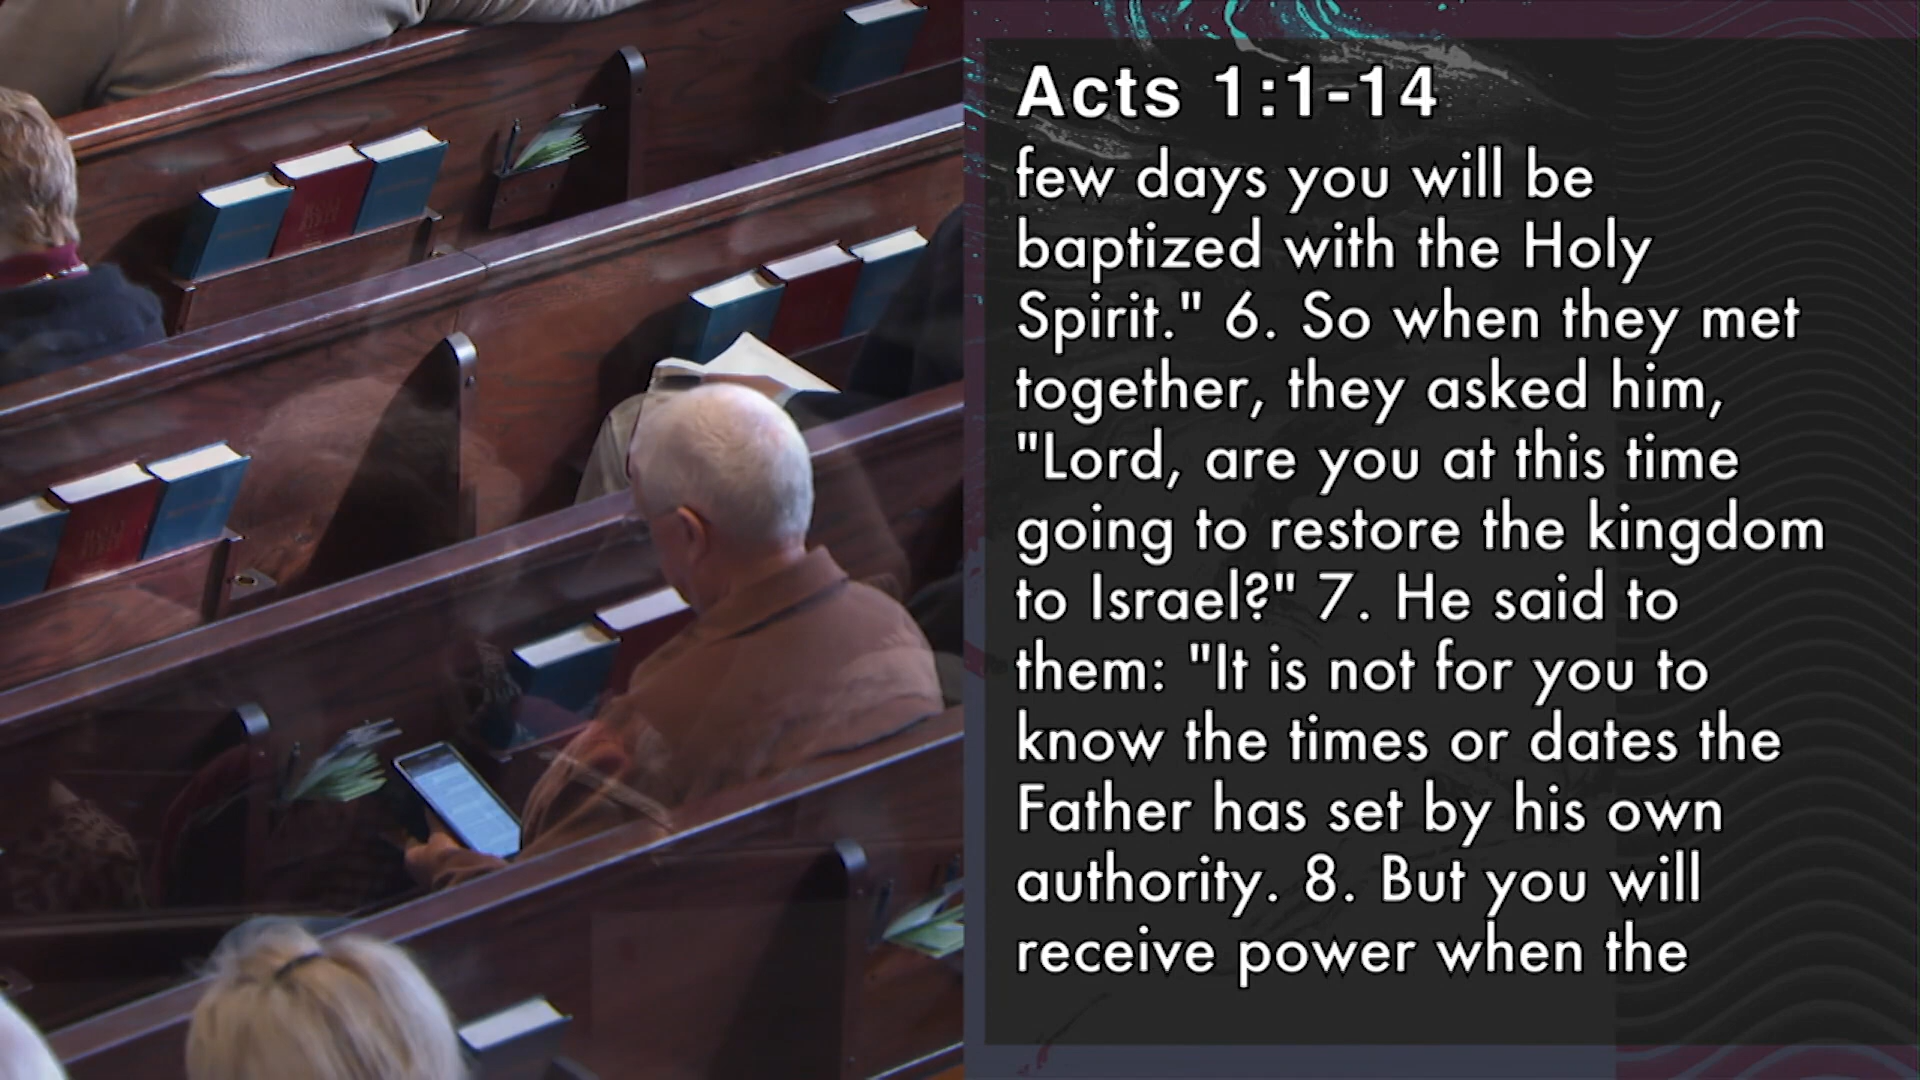 Acts 1:1-14
few days you will be
baptized with the Holy
Spirit." 6. So when they met
together, they asked him,
"Lord, are you at this time
going to restore the kingdom
to Israel?" 7. He said to
them: "It is not for you to
know the times or dates the
Father has set by his own
authority. 8. But you will
receive power when the